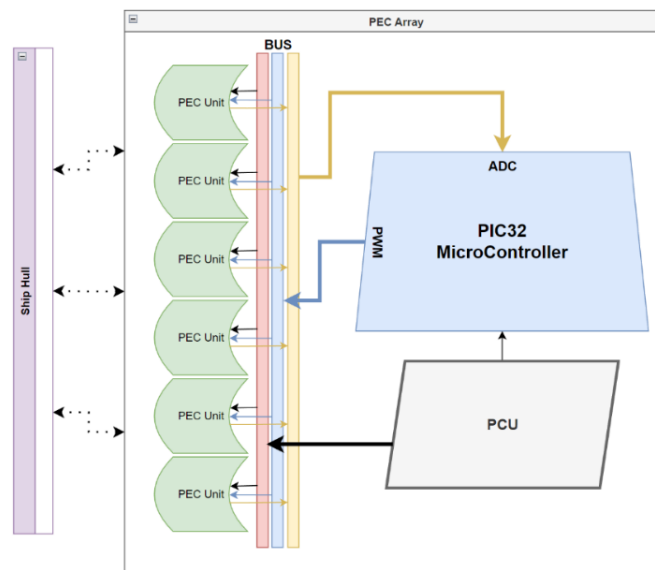 PEC Array
BUS
Ship Hull
PEC Unit
PEC Unit
PEC Unit
PEC Unit
PEC Unit
PEC Unit
ADC
PWM
PIC32
MicroController
PCU